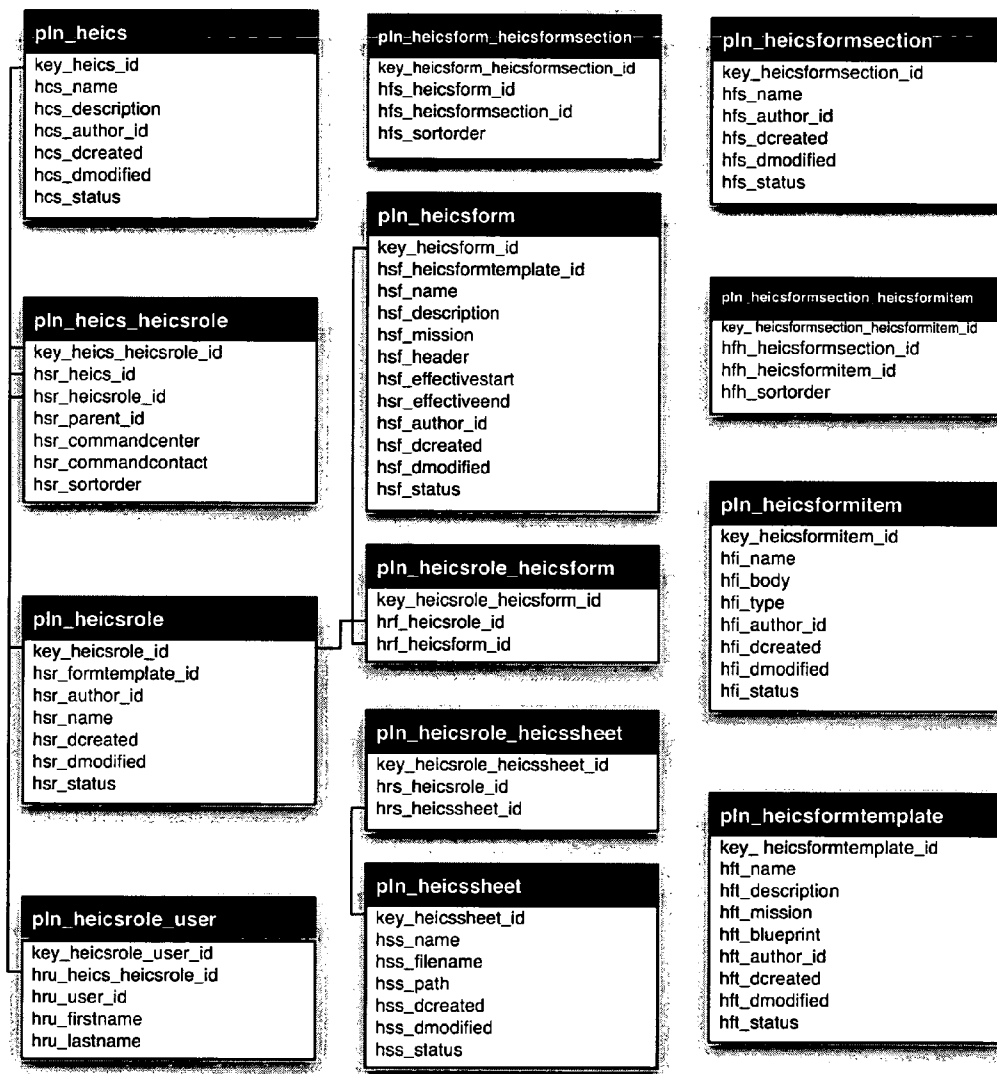 pln_heics
key_heics_id
hcs_name
hcs_description
hcs_author_id
hcs_dcreated
hcs_dmodified
hcs_status
pln_heics_heicsrole
key_heics_heicsrole_id
hsr_heics_id
hsr_heicsrole_id
hsr_parent_id
hsr_commandcenter
hsr_commandcontact
hsr_sortorder
pln_heicsrole
key_heicsrole_id
hsr_formtemplate_id
hsr_author_id
hsr_name
hsr_dcreated
hsr_dmodified
hsr_status
pln_heicsrole_user
key_heicsrole_user_id
hru_heics_heicsrole_id
hru_user_id
hru_firstname
hru_lastname
pln_heicsform_heicsformsection
key_heicsform_heicsformsection_id
hfs_heicsform_id
hfs_heicsformsection_id
hfs_sortorder
pln_heicsform
key_heicsform_id
hsf_heicsformtemplate_id
hsf_name
hsf_description
hsf_mission
hsf_header
hsf_effectivestart
hsr_effectiveend
hsf_author_id
hsf_dcreated
hsf_dmodified
hsf_status
pln_heicsrole_heicsform
key_heicsrole_heicsform_id
hrf_heicsrole_id
hrf_heicsform_id
pln_heicsrole_heicssheet
key_heicsrole_heicssheet_id
hrs_heicsrole_id
hrs_heicssheet_id
pln_heicssheet
key_heicssheet_id
hss_name
hss_filename
hss_path
hss_dcreated
hss_dmodified
hss_status
pln_heicsformsection
key_heicsformsection_id
hfs_name
hfs_author_id
hfs_dcreated
hfs_dmodified
hfs_status
pln_heicsformsection_heicsformitem
key_ heicsformsection_heicsformitem_id
hfh_heicsformsection_id
hfh_heicsformitem_id
hfh_sortorder
pln_heicsformitem
key_heicsformitem_id
hfi_name
hfi_body
hfi_type
hfi_author_id
hfi_dcreated
hfi_dmodified
hfi_status
pln_heicsformtemplate
key_ heicsformtemplate_id
hft_name
hft_description
hft_mission
hft_blueprint
hft_author_id
hft_dcreated
hft_dmodified
hft_status